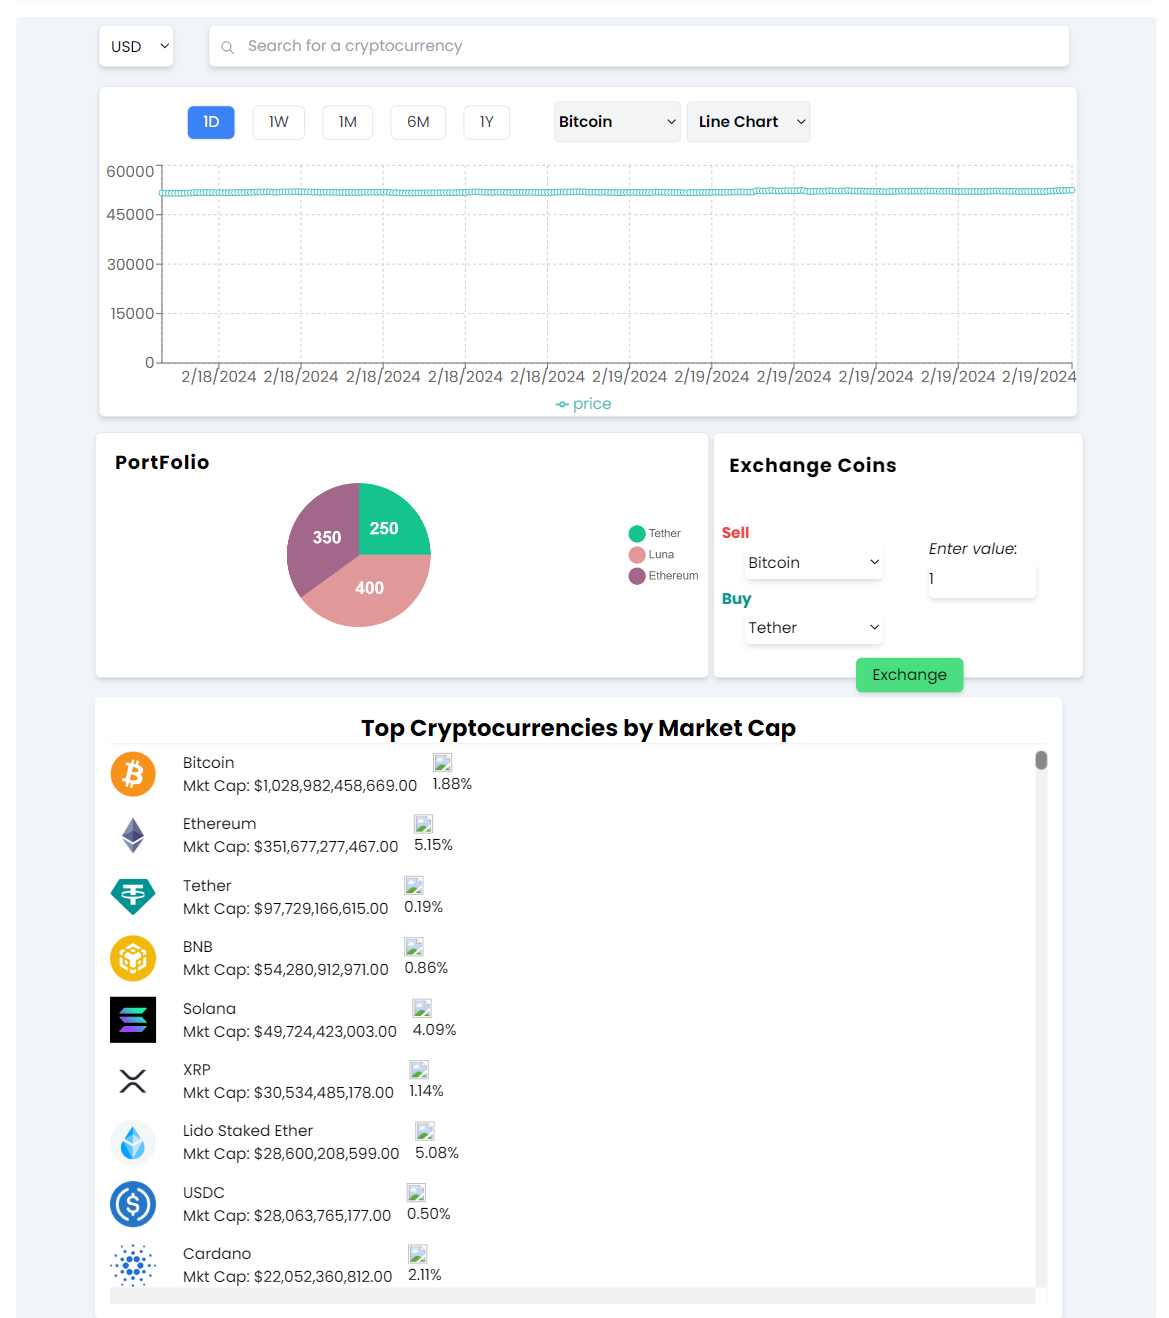 USD
Search for a cryptocurrency
1D 1W 1M 6M 1Y Bitcoin Line Chart
60000
45000
30000
15000
0
2/18/2024 2/18/2024 2/18/2024 2/18/2024 2/18/2024 2/19/2024 2/19/2024 2/19/2024 2/19/2024 2/19/2024 2/19/2024
price
PortFolio
350 250
400
Tether
Luna
Ethereum
Exchange Coins
Sell
Bitcoin
Enter value:
1
Buy
Tether
Exchange
Top Cryptocurrencies by Market Cap
Bitcoin
Mkt Cap: $1,028,982,458,669.00 1.88%
Ethereum
Mkt Cap: $351,677,277,467.00 5.15%
Tether
Mkt Cap: $97,729,166,615.00 0.19%
BNB
Mkt Cap: $54,280,912,971.00 0.86%
Solana
Mkt Cap: $49,724,423,003.00 4.09%
XRP
Mkt Cap: $30,534,485,178.00 1.14%
Lido Staked Ether
Mkt Cap: $28,600,208,599.00 5.08%
USDC
Mkt Cap: $28,063,765,177.00 0.50%
Cardano
Mkt Cap: $22,052,360,812.00 2.11%